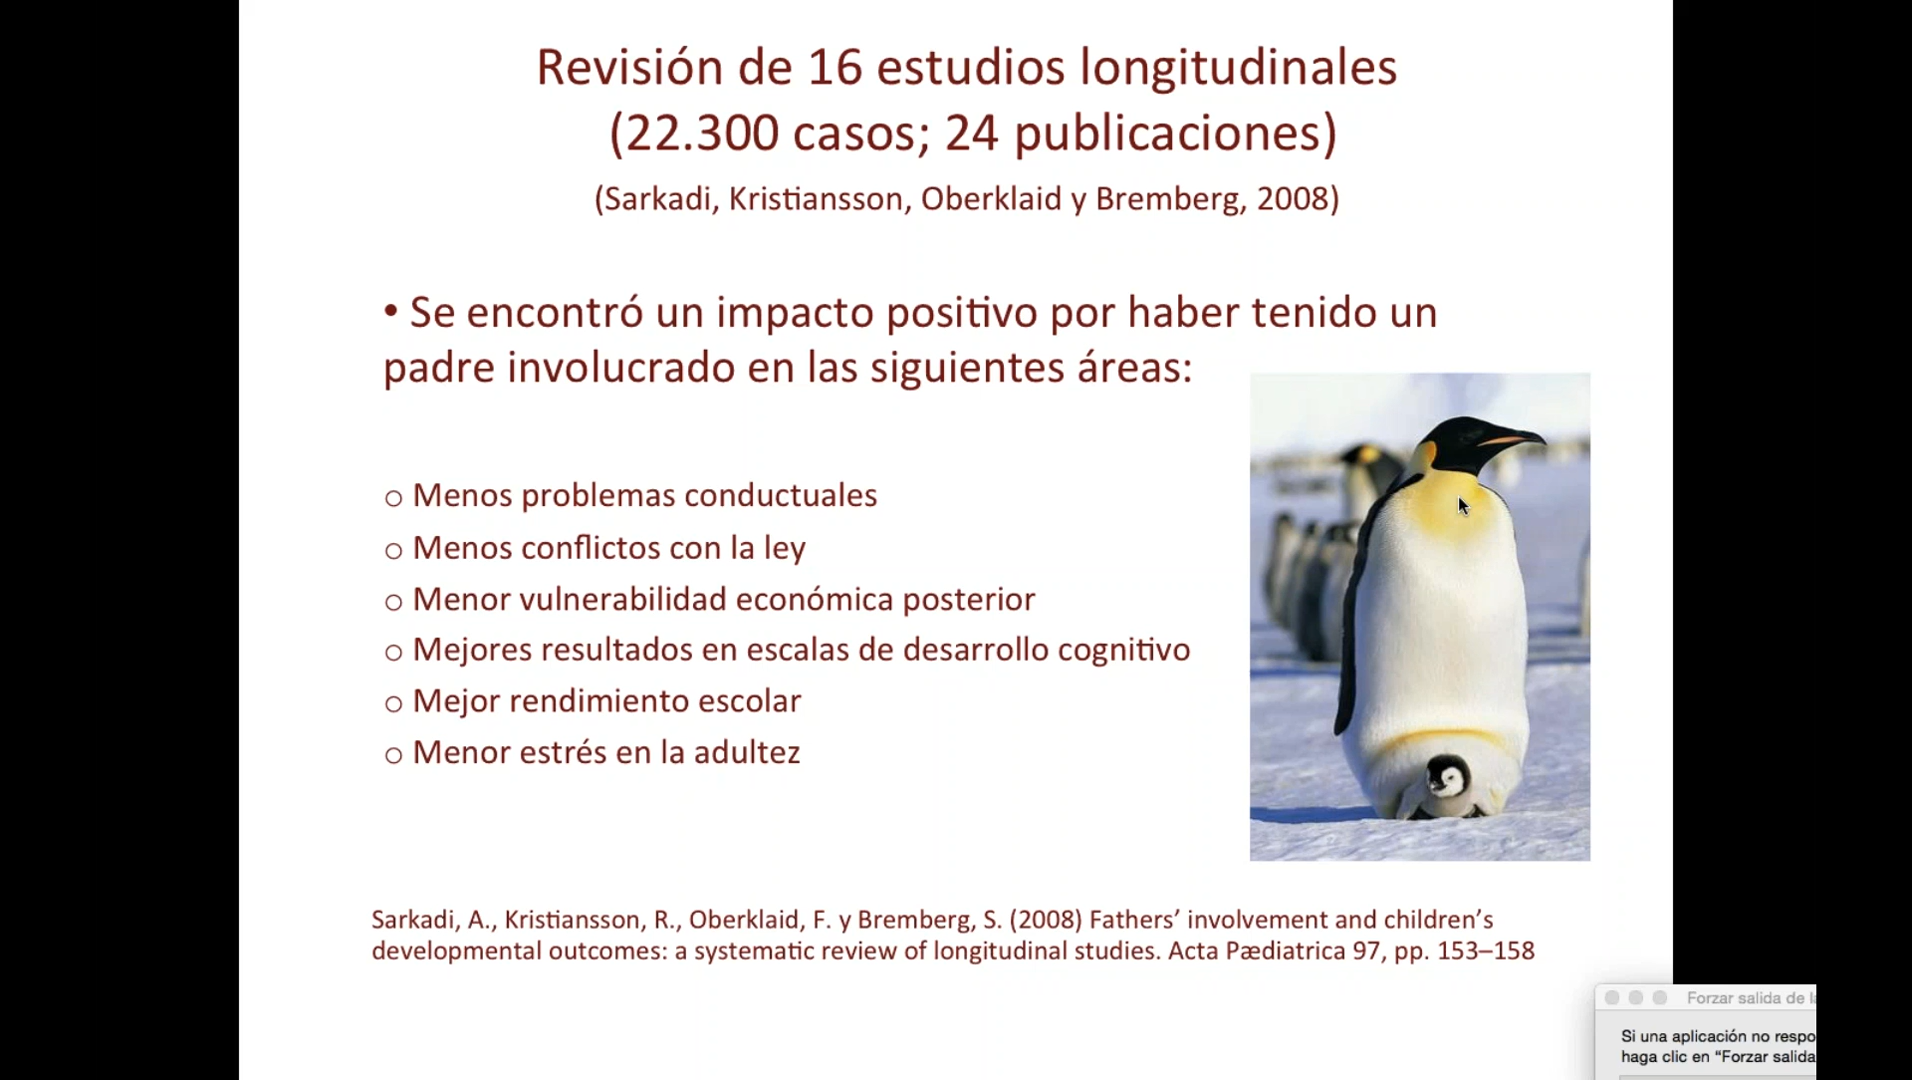 Revisión de 16 estudios longitudinales
(22.300 casos; 24 publicaciones)
(Sarkadi, Kristiansson, Oberklaid y Bremberg, 2008)
• Se encontró un impacto positivo por haber tenido un
padre involucrado en las siguientes áreas:
o Menos problemas conductuales
o Menos conflictos con la ley
o Menor vulnerabilidad económica posterior
o Mejores resultados en escalas de desarrollo cognitivo
o Mejor rendimiento escolar
o Menor estrés en la adultez
Sarkadi, A., Kristiansson, R., Oberklaid, F. y Bremberg, S. (2008) Fathers’ involvement and children’s
developmental outcomes: a systematic review of longitudinal studies. Acta Pædiatrica 97, pp. 153–158
Forzar salida de
Si una aplicación no
haga clic en “Forzar salida